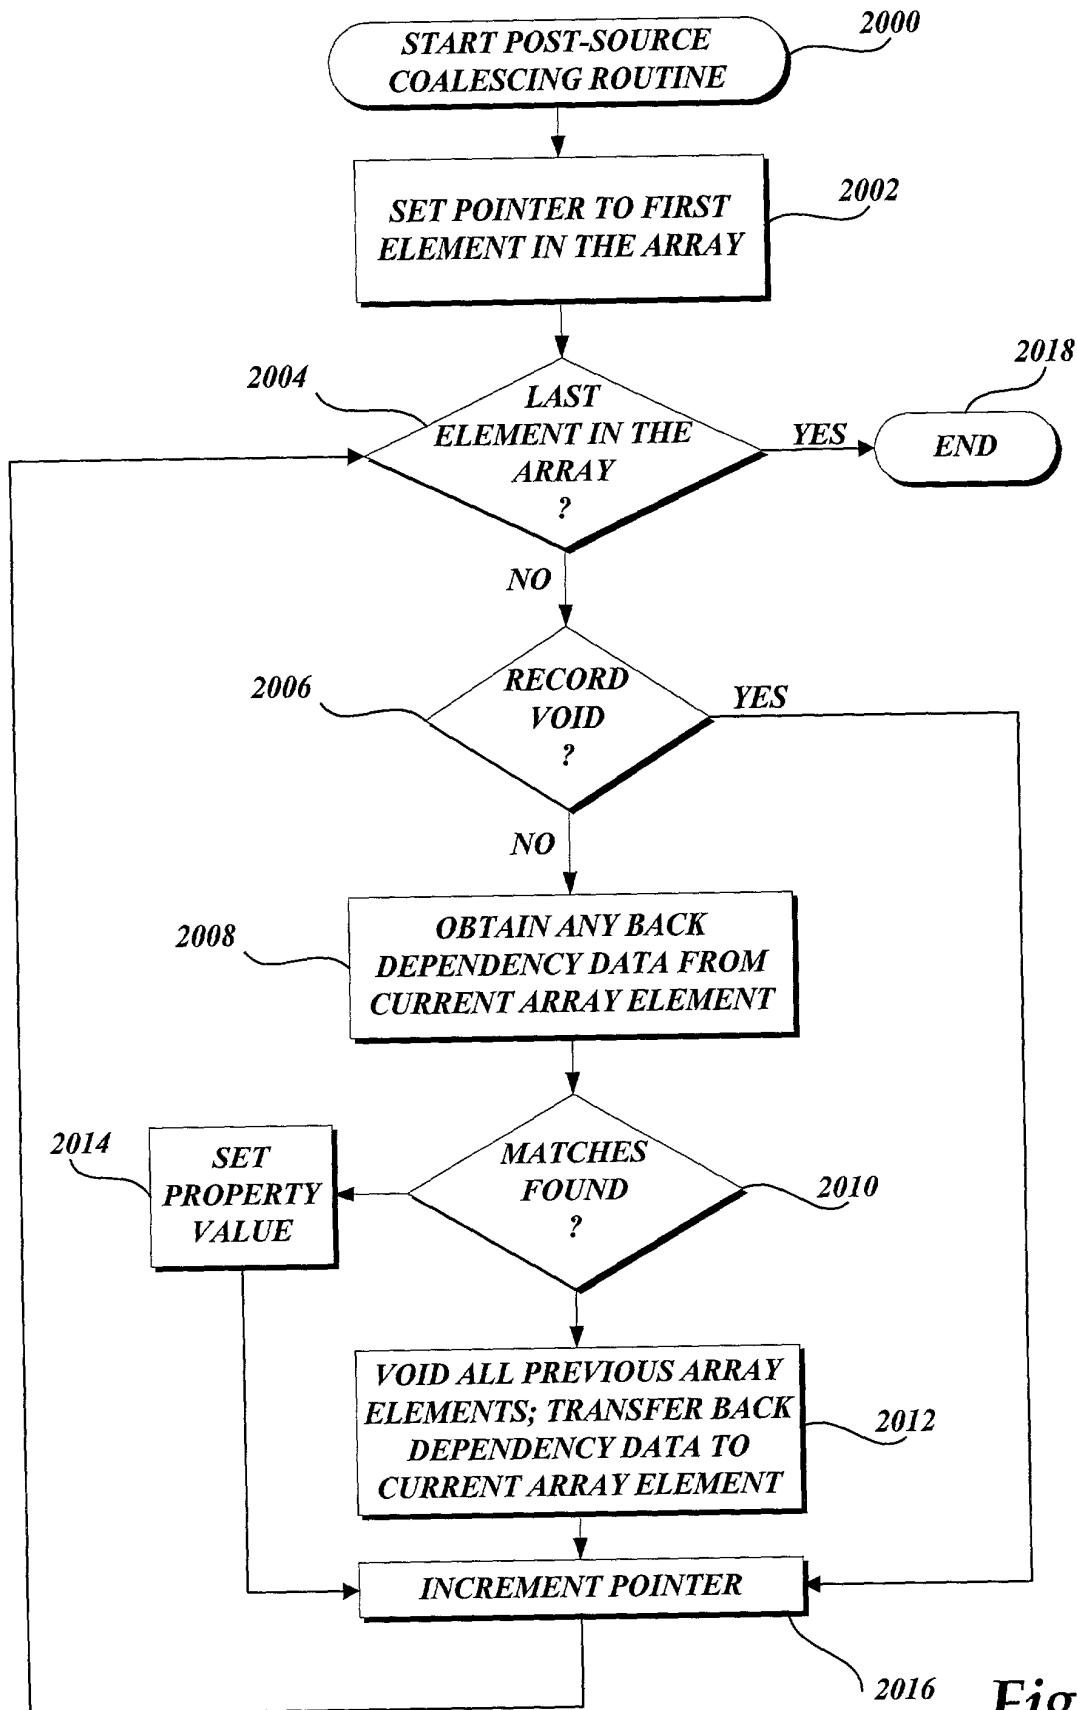 START POST-SOURCE
COALESCING ROUTINE
2000
SET POINTER TO FIRST
ELEMENT IN THE ARRAY
2002
2004
LAST
ELEMENT IN THE
ARRAY
?
YES
2018
END
NO
2006
RECORD
VOID
?
YES
NO
2008
OBTAIN ANY BACK
DEPENDENCY DATA FROM
CURRENT ARRAY ELEMENT
2014
SET
PROPERTY
VALUE
MATCHES
FOUND
?
2010
VOID ALL PREVIOUS ARRAY
ELEMENTS; TRANSFER BACK
DEPENDENCY DATA TO
CURRENT ARRAY ELEMENT
2012
INCREMENT POINTER
2016
Fig